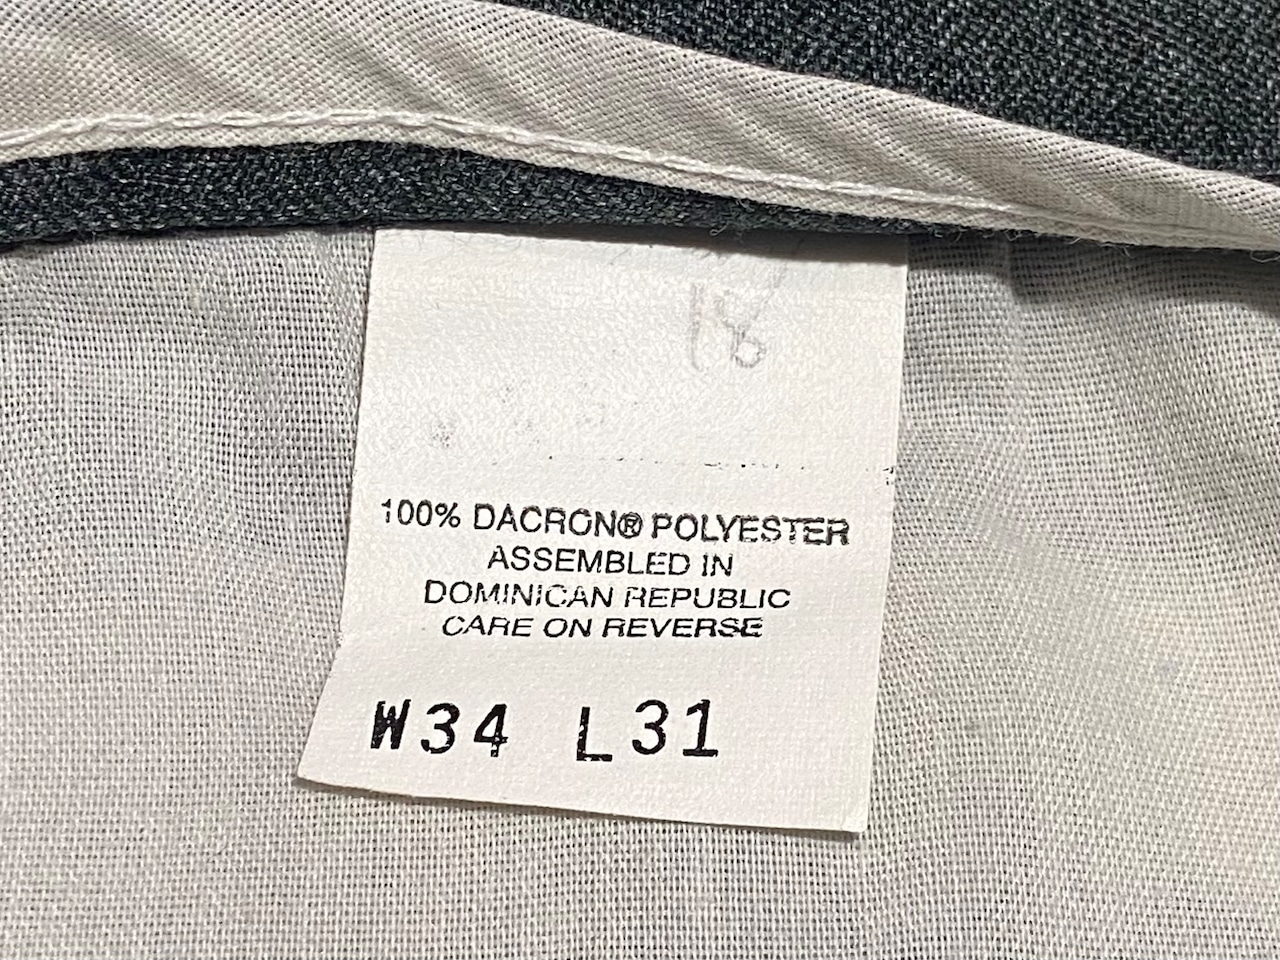 18
100% DACRON® POLYESTER
ASSEMBLED IN
DOMINICAN REPUBLIC
CARE ON REVERSE
W34 L31